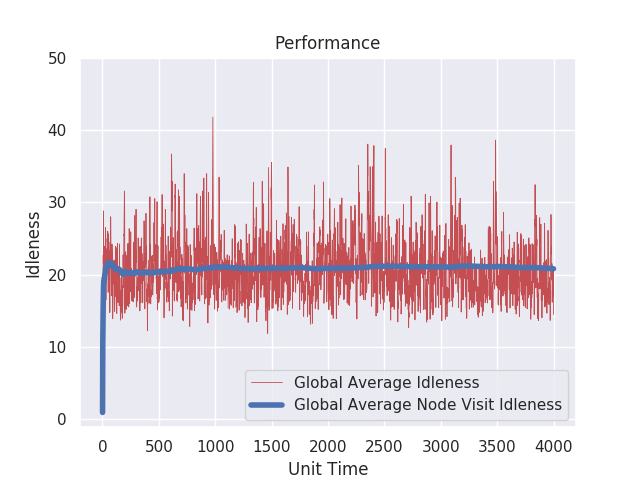 Performance
50
40
30
20
10
0
Idleness
Global Average Idleness
Global Average Node Visit Idleness
0 500 1000 1500 2000 2500 3000 3500 4000
Unit Time